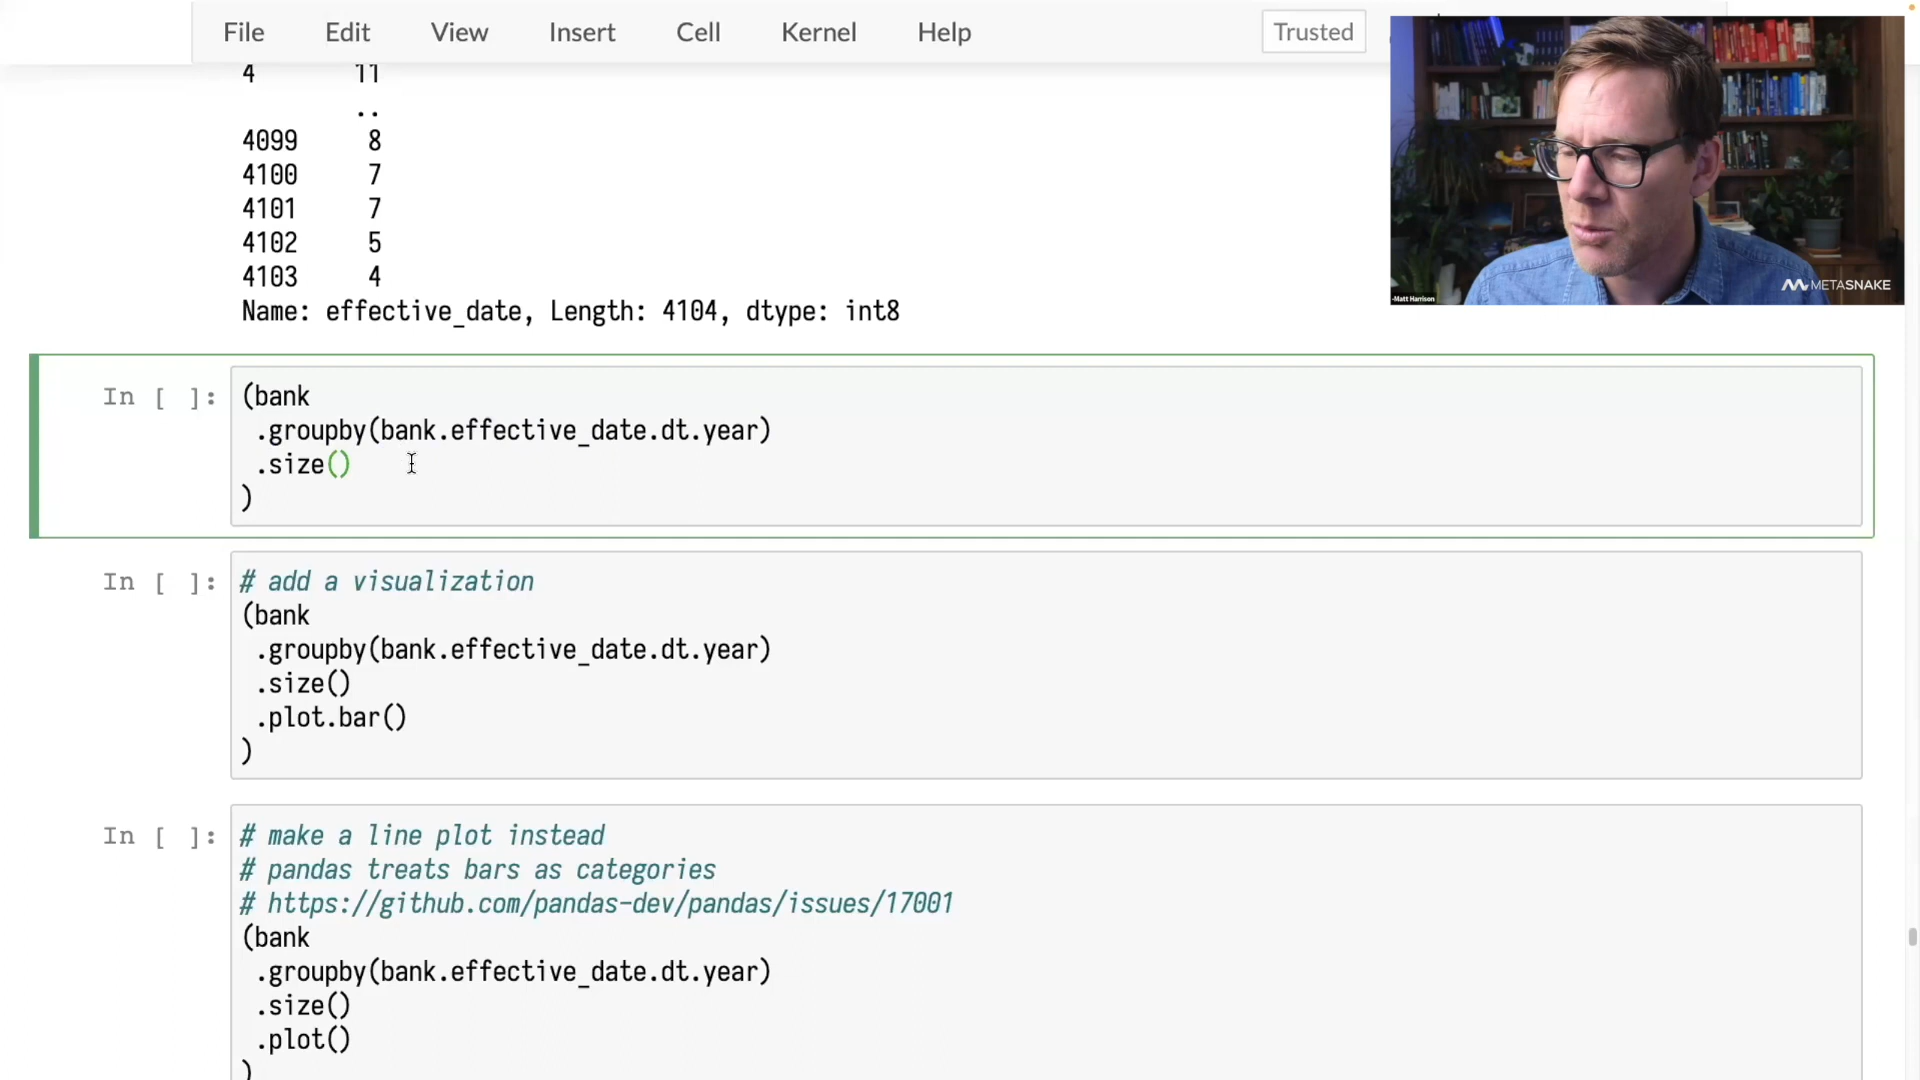 File Edit View Insert Cell Kernel Help Trusted
4 11
..
4099 8
4100 7
4101 7
4102 5
4103 4
Name: effective_date, Length: 4104, dtype: int8
In [ ]:
(bank
.groupby(bank.effective_date.dt.year)
.size()
)
In [ ]:
# add a visualization
(bank
.groupby(bank.effective_date.dt.year)
.size()
.plot.bar()
)
In [ ]:
# make a line plot instead
# pandas treats bars as categories
# https://github.com/pandas-dev/pandas/issues/17001
(bank
.groupby(bank.effective_date.dt.year)
.size()
.plot()
)
-Matt Harrison
METASNAKE